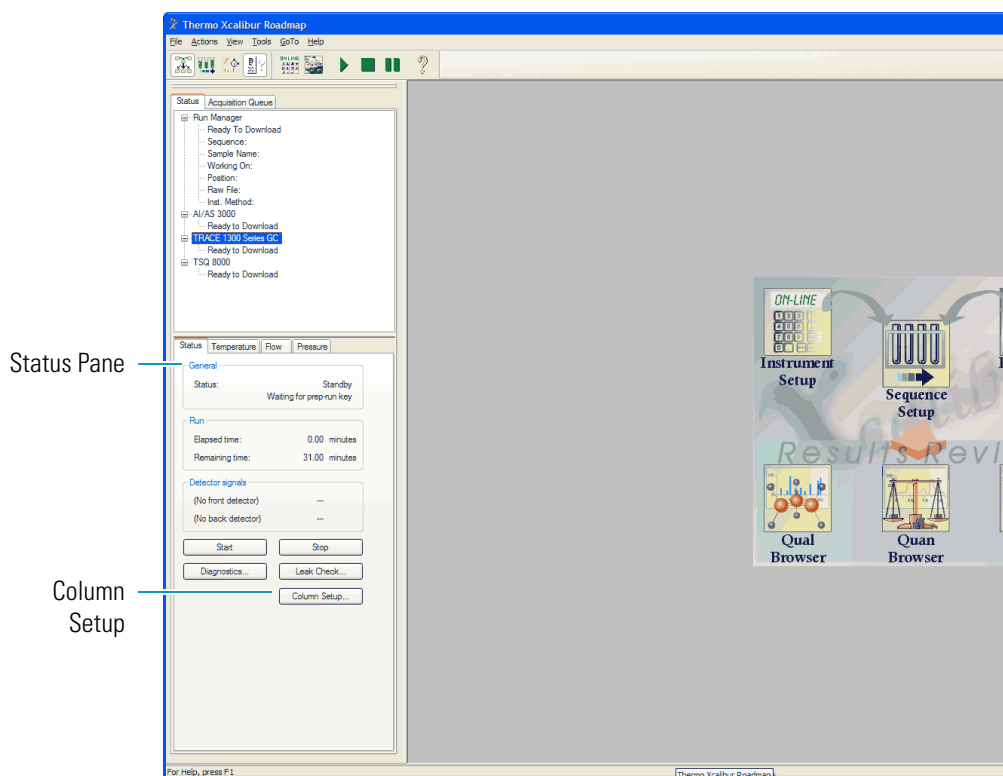 Thermo Xcalibur Roadmap
File Actions View Tools GoTo Help
Status Acquisition Queue
Run Manager
Ready To Download
Sequence:
Sample Name:
Working On:
Position:
Raw File:
Inst. Method:
AI/AS 3000
Ready to Download
TRACE 1300 Series GC
Ready to Download
TSQ 8000
Ready to Download
Status Temperature Flow Pressure
Status Pane
General
Status: Standby
Waiting for prep-run key
Run
Elapsed time: 0.00 minutes
Remaining time: 31.00 minutes
Detector signals
(No front detector) ---
(No back detector) ---
Start Stop
Diagnostics... Leak Check...
Column Setup...
Column
Setup
ON-LINE
Instrument
Setup
Sequence
Setup
Results Revi
Qual
Browser
Quan
Browser
For Help, press F1
Thermo Xcalibur Roadmap